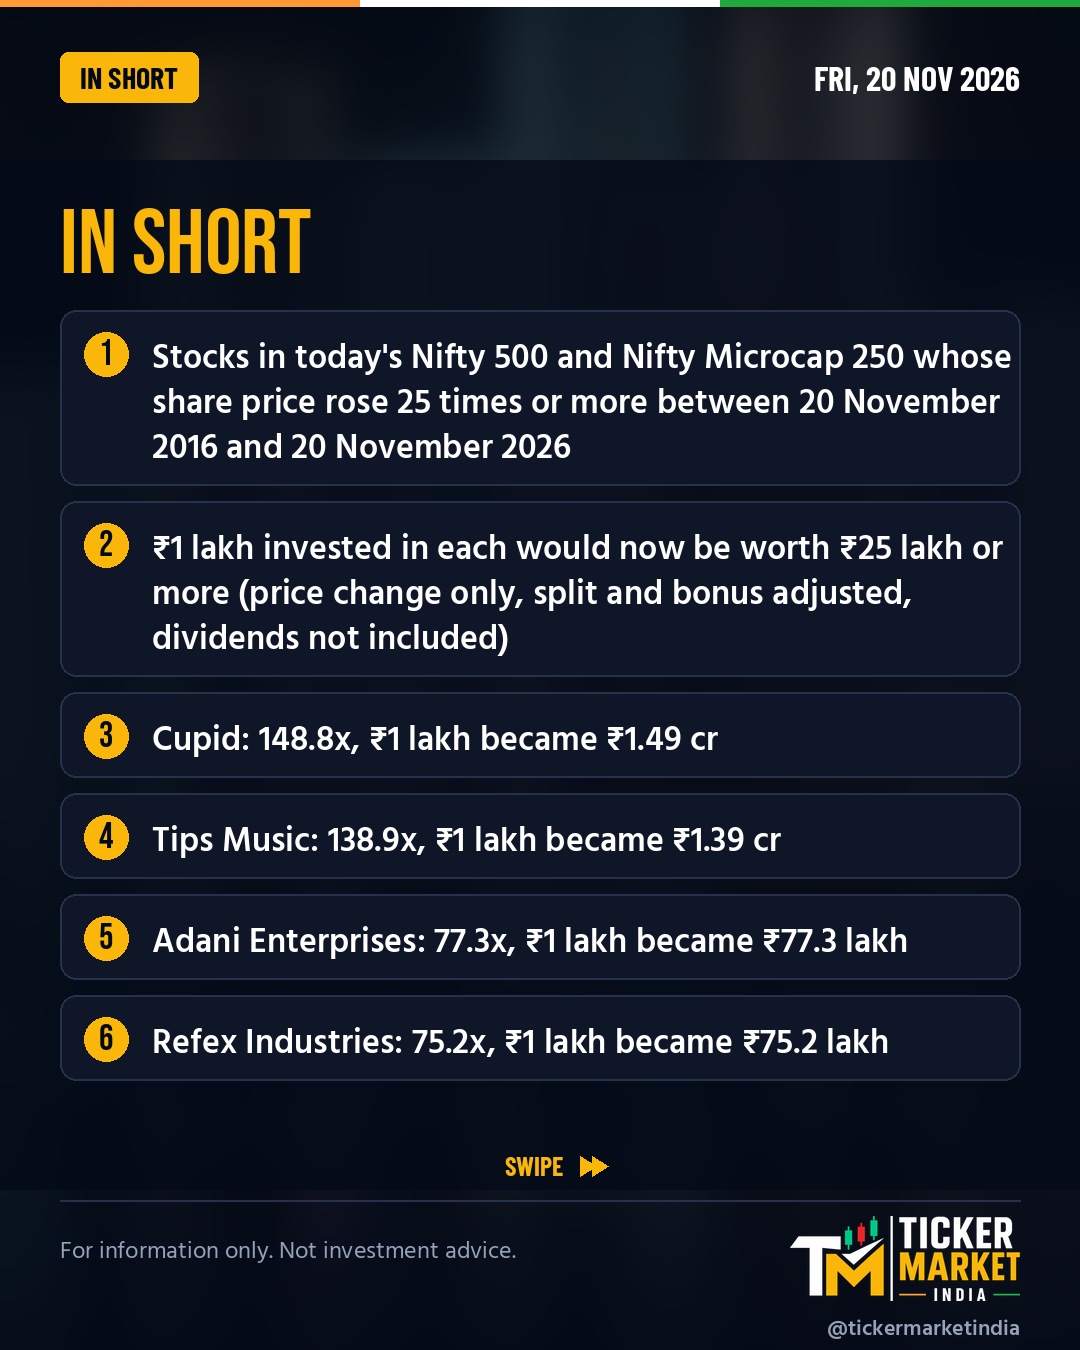 IN SHORT
FRI, 20 NOV 2026
IN SHORT
1
Stocks in today's Nifty 500 and Nifty Microcap 250 whose
share price rose 25 times or more between 20 November
2016 and 20 November 2026
2
₹1 lakh invested in each would now be worth ₹25 lakh or
more (price change only, split and bonus adjusted,
dividends not included)
3
Cupid: 148.8x, ₹1 lakh became ₹1.49 cr
4
Tips Music: 138.9x, ₹1 lakh became ₹1.39 cr
5
Adani Enterprises: 77.3x, ₹1 lakh became ₹77.3 lakh
6
Refex Industries: 75.2x, ₹1 lakh became ₹75.2 lakh
SWIPE
For information only. Not investment advice.
TM
TICKER
MARKET
INDIA
@tickermarketindia